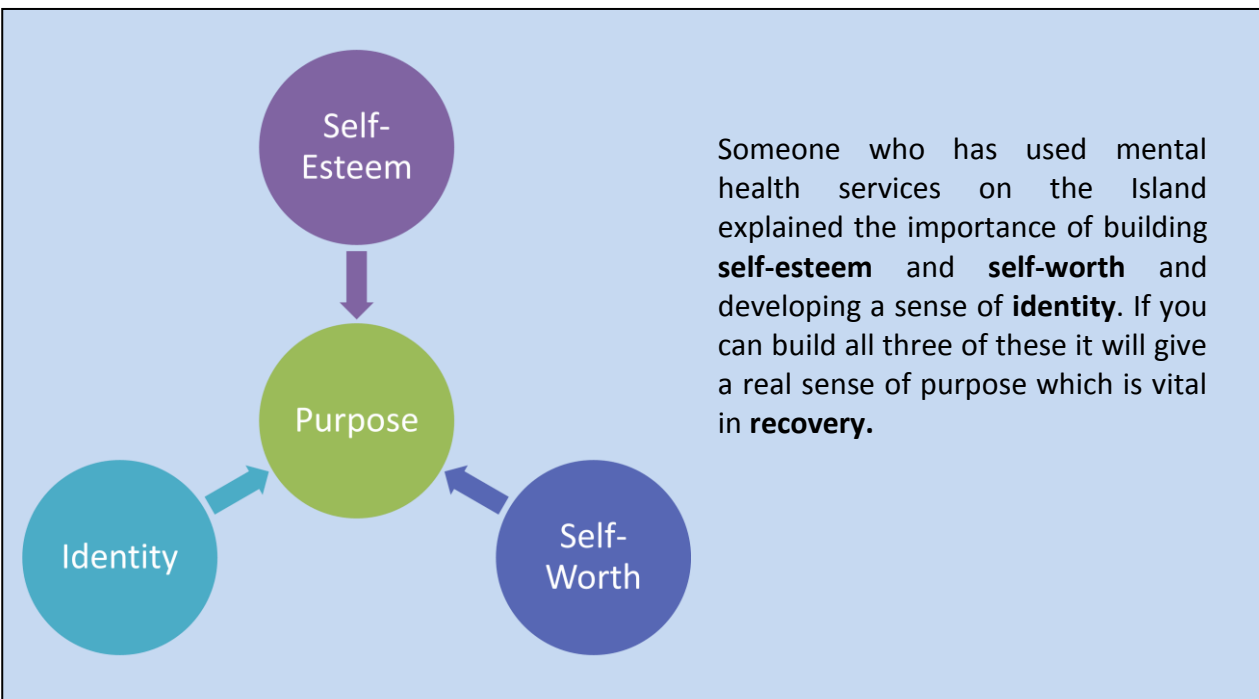 Self-
Esteem
Purpose
Identity
Self-
Worth
Someone who has used mental
health services on the Island
explained the importance of building
self-esteem and self-worth and
developing a sense of identity. If you
can build all three of these it will give
a real sense of purpose which is vital
in recovery.